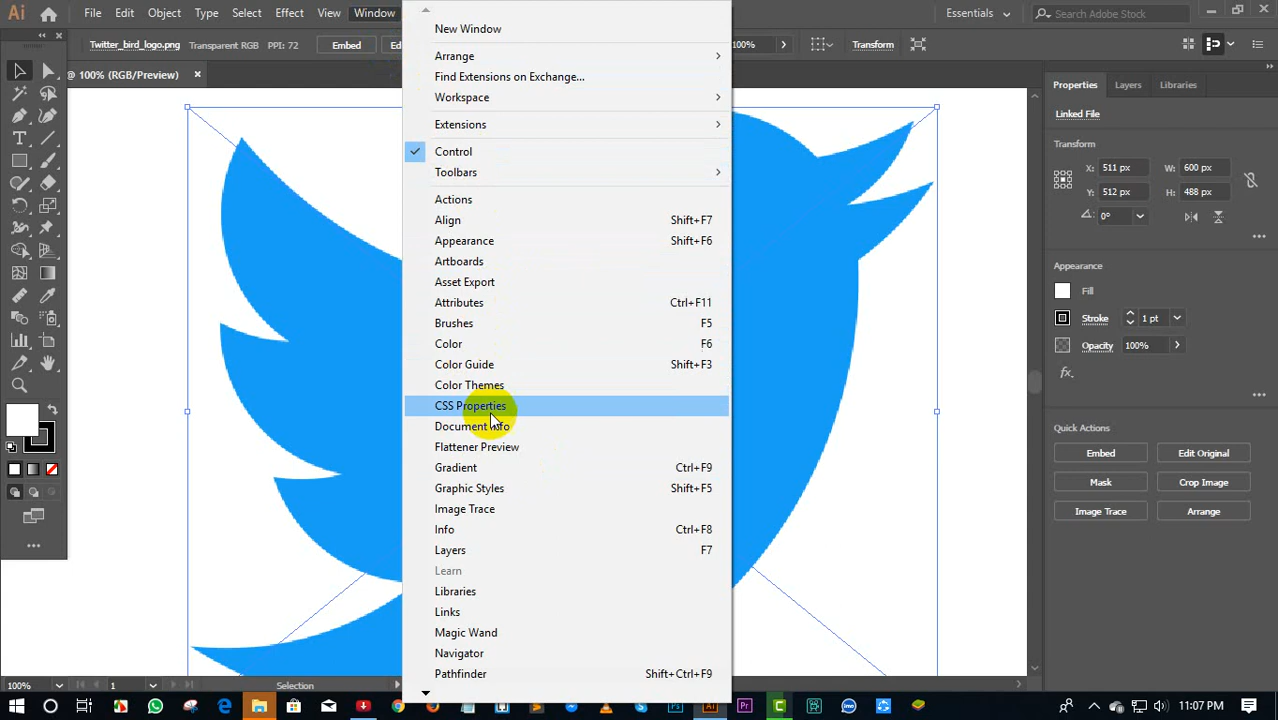 Ai File Edit Object Type Select Effect View Window Essentials Search Adobe Stock
Twitter_bird_logo.png Transparent RGB PPI: 72 Embed Ed 100% Transform
@ 100% (RGB/Preview)
New Window
Arrange
Find Extensions on Exchange...
Workspace
Extensions
Control
Toolbars
Actions
Align Shift+F7
Appearance Shift+F6
Artboards
Asset Export
Attributes Ctrl+F11
Brushes F5
Color F6
Color Guide Shift+F3
Color Themes
CSS Properties
Document Info
Flattener Preview
Gradient Ctrl+F9
Graphic Styles Shift+F5
Image Trace
Info Ctrl+F8
Layers F7
Learn
Libraries
Links
Magic Wand
Navigator
Pathfinder Shift+Ctrl+F9
Properties Layers Libraries
Linked File
Transform
X: 511 px W: 600 px
Y: 512 px H: 488 px
0°
Appearance
Fill
Stroke 1 pt
Opacity 100%
fx.
Quick Actions
Embed Edit Original
Mask Crop Image
Image Trace Arrange
100% 1 Selection
11:07 PM